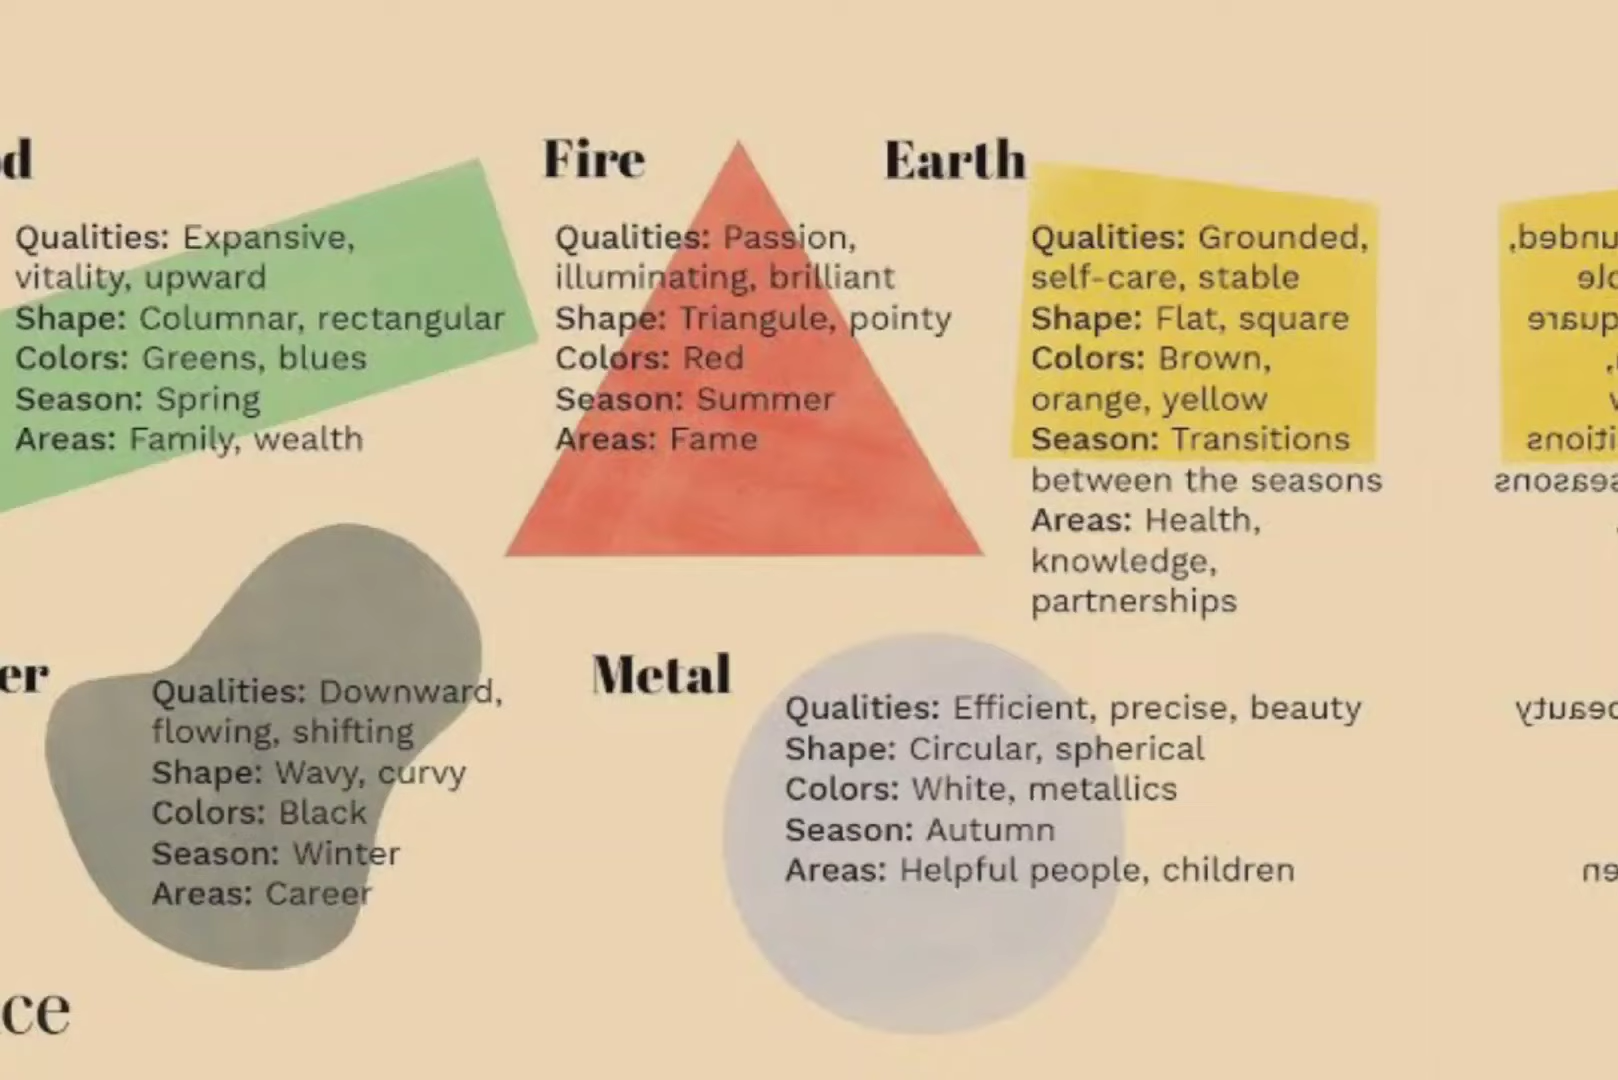 od
Qualities: Expansive,
vitality, upward
Shape: Columnar, rectangular
Colors: Greens, blues
Season: Spring
Areas: Family, wealth
Fire
Qualities: Passion,
illuminating, brilliant
Shape: Triangule, pointy
Colors: Red
Season: Summer
Areas: Fame
Earth
Qualities: Grounded,
self-care, stable
Shape: Flat, square
Colors: Brown,
orange, yellow
Season: Transitions
between the seasons
Areas: Health,
knowledge,
partnerships
er
Qualities: Downward,
flowing, shifting
Shape: Wavy, curvy
Colors: Black
Season: Winter
Areas: Career
Metal
Qualities: Efficient, precise, beauty
Shape: Circular, spherical
Colors: White, metallics
Season: Autumn
Areas: Helpful people, children
ce